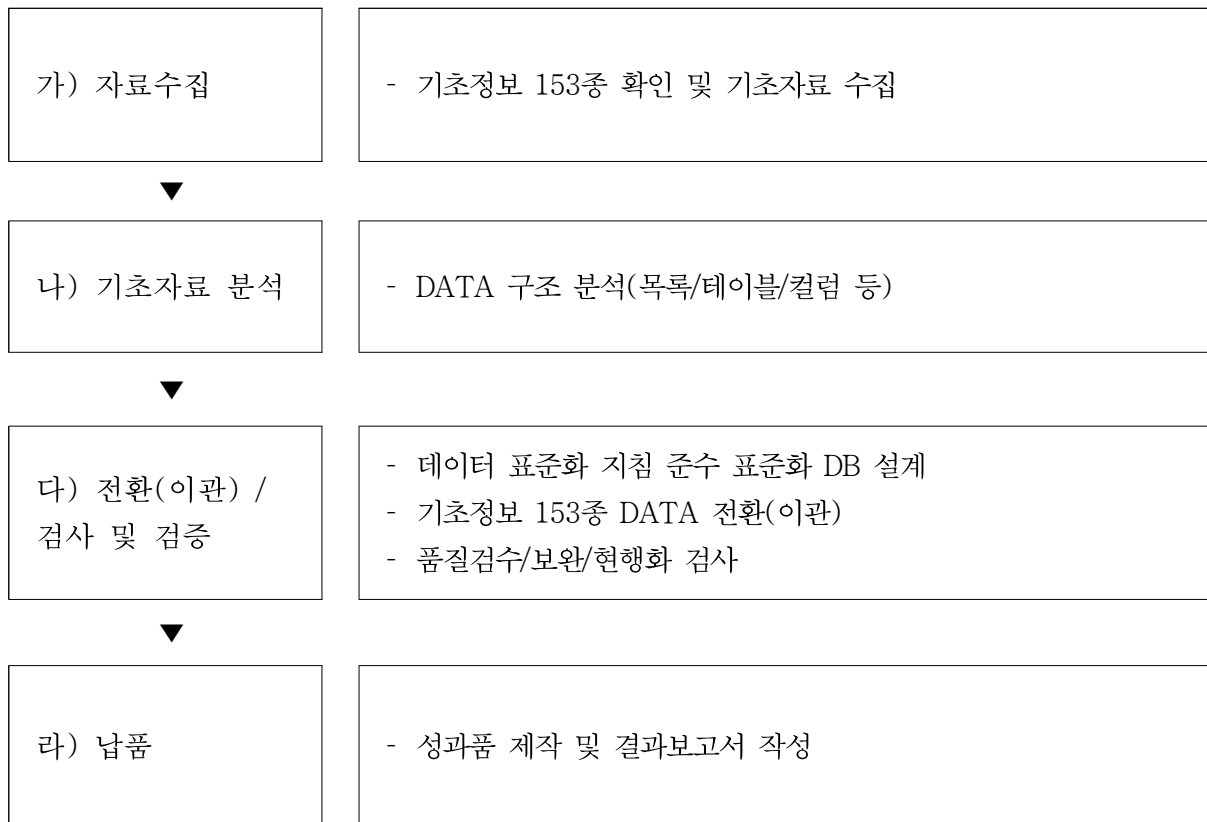 가) 자료수집
- 기초정보 153종 확인 및 기초자료 수집
▼
나) 기초자료 분석
- DATA 구조 분석(목록/테이블/컬럼 등)
▼
다) 전환(이관) /
검사 및 검증
- 데이터 표준화 지침 준수 표준화 DB 설계
- 기초정보 153종 DATA 전환(이관)
- 품질검수/보완/현행화 검사
▼
라) 납품
- 성과품 제작 및 결과보고서 작성